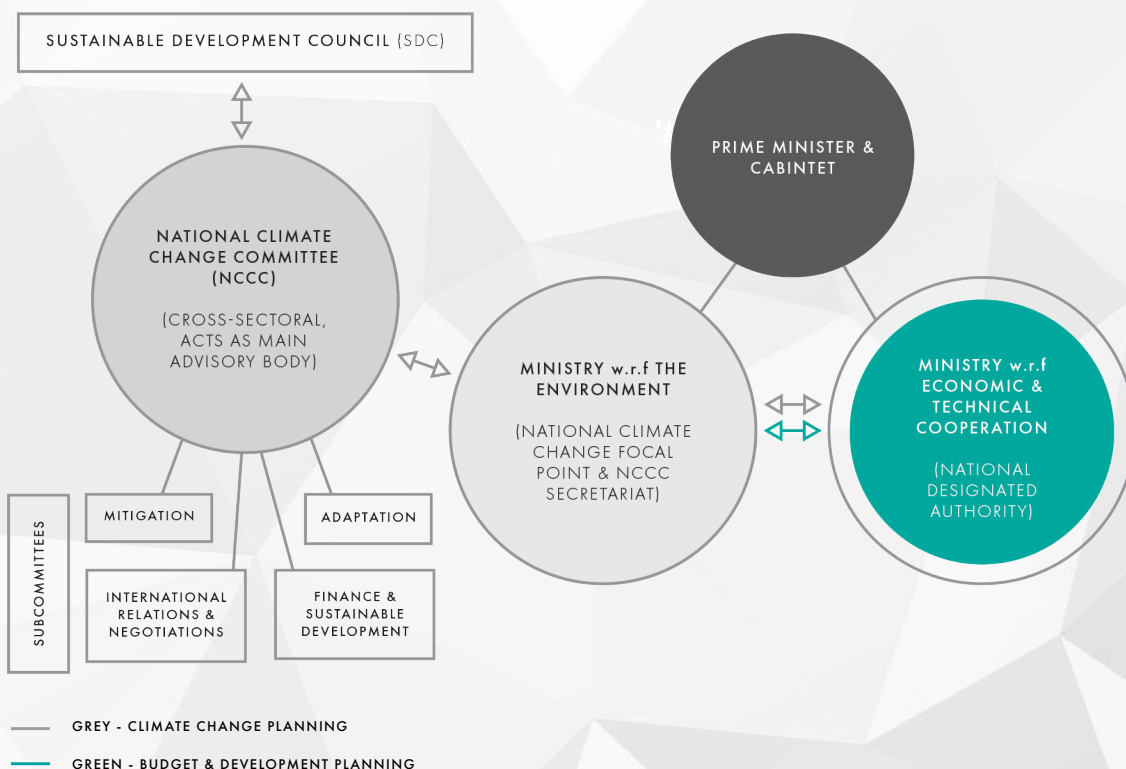 SUSTAINABLE DEVELOPMENT COUNCIL (SDC)
NATIONAL CLIMATE
CHANGE COMMITTEE
(NCCC)
(CROSS-SECTORAL,
ACTS AS MAIN
ADVISORY BODY)
PRIME MINISTER &
CABINTET
MINISTRY w.r.f THE
ENVIRONMENT
(NATIONAL CLIMATE
CHANGE FOCAL
POINT & NCCC
SECRETARIAT)
MINISTRY w.r.f
ECONOMIC &
TECHNICAL
COOPERATION
(NATIONAL
DESIGNATED
AUTHORITY)
SUBCOMMITTEES
MITIGATION
ADAPTATION
INTERNATIONAL
RELATIONS &
NEGOTIATIONS
FINANCE &
SUSTAINABLE
DEVELOPMENT
GREY - CLIMATE CHANGE PLANNING
GREEN - BUDGET & DEVELOPMENT PLANNING